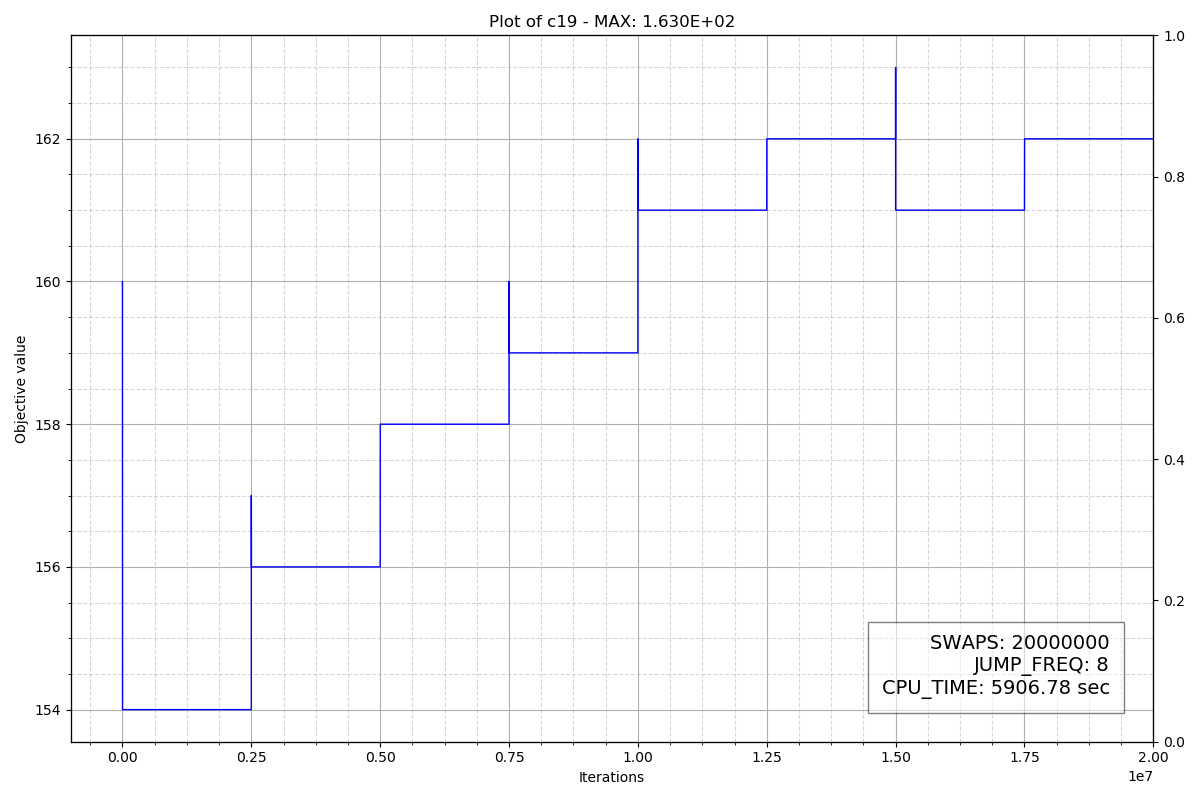 Plot of c19 - MAX: 1.630E+02
Objective value
162
160
158
156
154
1.0
0.8
0.6
0.4
0.2
0.0
SWAPS: 20000000
JUMP_FREQ: 8
CPU_TIME: 5906.78 sec
0.00 0.25 0.50 0.75 1.00 1.25 1.50 1.75 2.00
Iterations
1e7